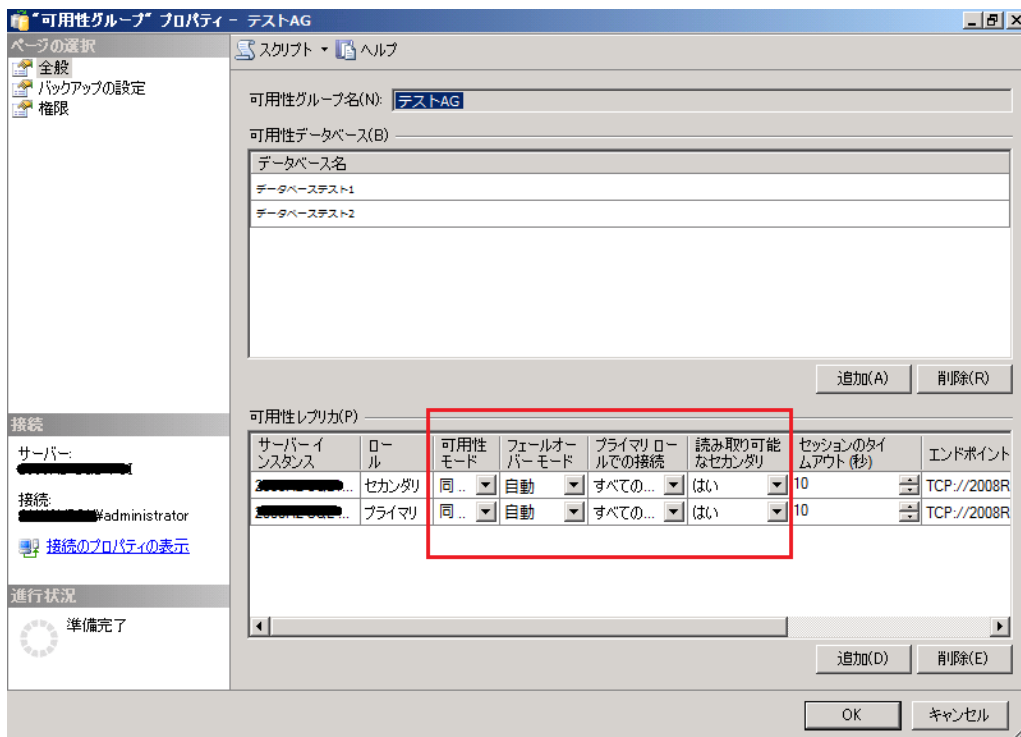 "可用性グループ" プロパティ - テストAG
ページの選択
全般
バックアップの設定
権限
スクリプト ヘルプ
可用性グループ名(N): テストAG
可用性データベース(B)
データベース名
データベーステスト1
データベーステスト2
追加(A) 削除(R)
可用性レプリカ(P)
サーバー インスタンス ロール 可用性モード フェールオーバー モード プライマリ ロールでの接続 読み取り可能なセカンダリ セッションのタイムアウト (秒) エンドポイント
セカンダリ 同... 自動 すべての... はい 10 TCP://2008R
プライマリ 同... 自動 すべての... はい 10 TCP://2008R
追加(D) 削除(E)
接続
サーバー:
接続:
¥administrator
接続のプロパティの表示
進行状況
準備完了
OK キャンセル